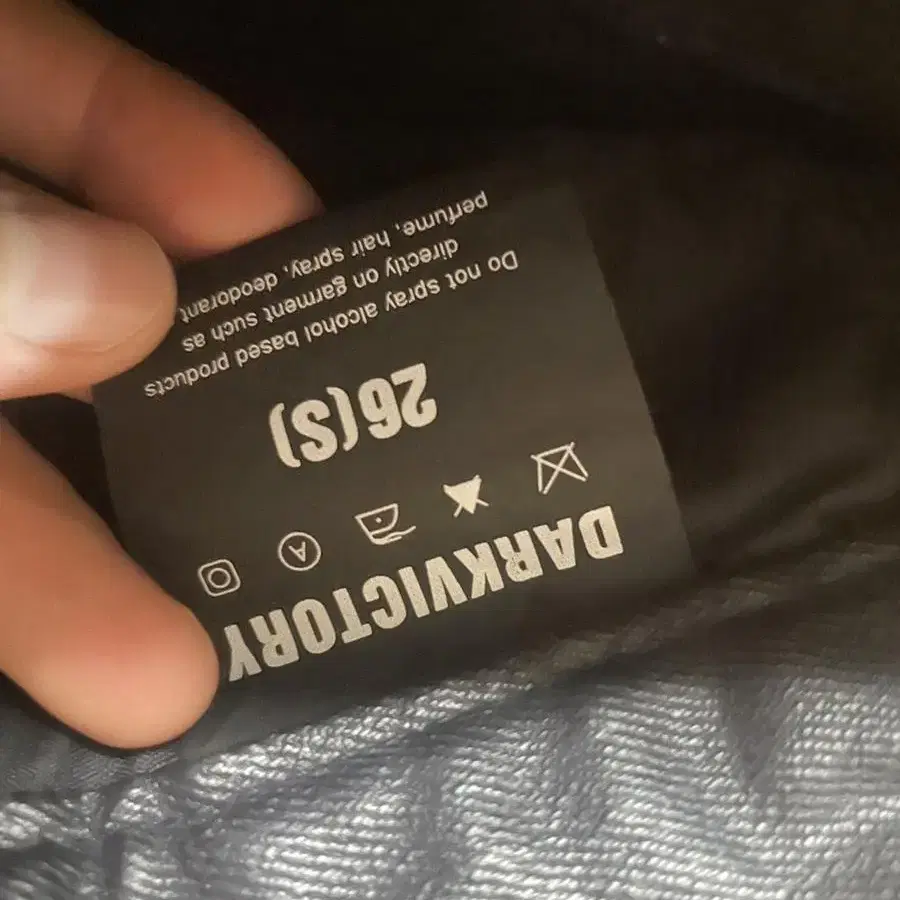 DARKVICTORY
A
26(S)
Do not spray alcohol based products
directly on garment such as
perfume, hair spray, deodorant.